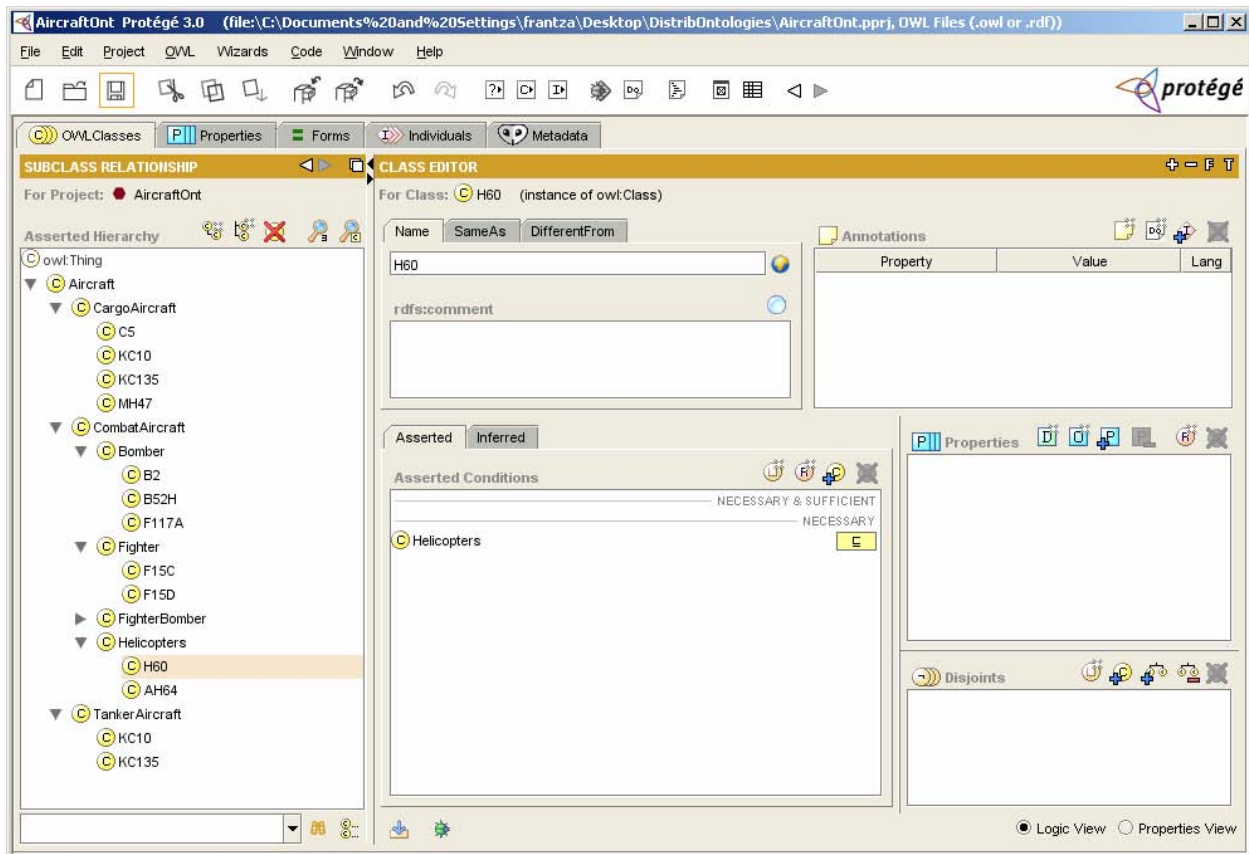 AircraftOnt Protégé 3.0 (file:\C:\Documents%20and%20Settings\frantza\Desktop\DistribOntologies\AircraftOnt.pprj, OWL Files (.owl or .rdf))
File Edit Project OWL Wizards Code Window Help
protégé
OWLClasses Properties Forms Individuals Metadata
SUBCLASS RELATIONSHIP
For Project: AircraftOnt
Asserted Hierarchy
owl:Thing
Aircraft
CargoAircraft
C5
KC10
KC135
MH47
CombatAircraft
Bomber
B2
B52H
F117A
Fighter
F15C
F15D
FighterBomber
Helicopters
H60
AH64
TankerAircraft
KC10
KC135
CLASS EDITOR
For Class: H60 (instance of owl:Class)
Name SameAs DifferentFrom
H60
rdfs:comment
Annotations
Property Value Lang
Asserted Inferred
Asserted Conditions
NECESSARY & SUFFICIENT
NECESSARY
Helicopters
Properties
Disjoints
Logic View Properties View